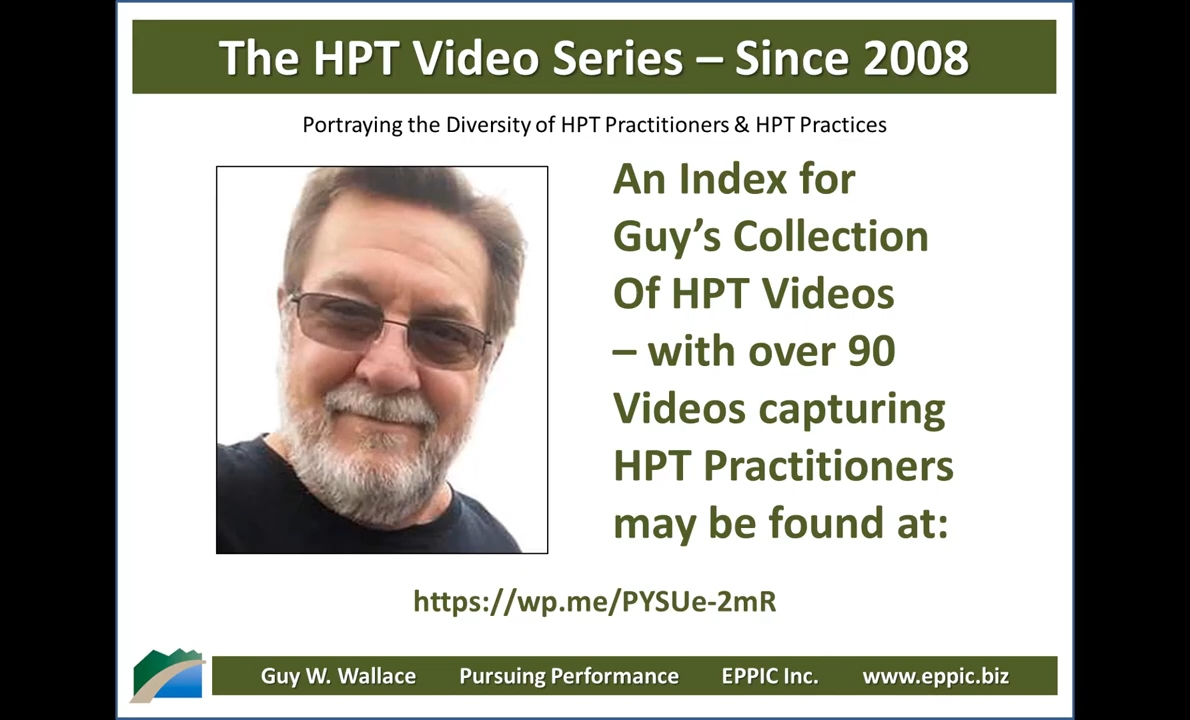 The HPT Video Series – Since 2008
Portraying the Diversity of HPT Practitioners & HPT Practices
An Index for
Guy’s Collection
Of HPT Videos
– with over 90
Videos capturing
HPT Practitioners
may be found at:
https://wp.me/PYSUe-2mR
Guy W. Wallace Pursuing Performance EPPIC Inc. www.eppic.biz